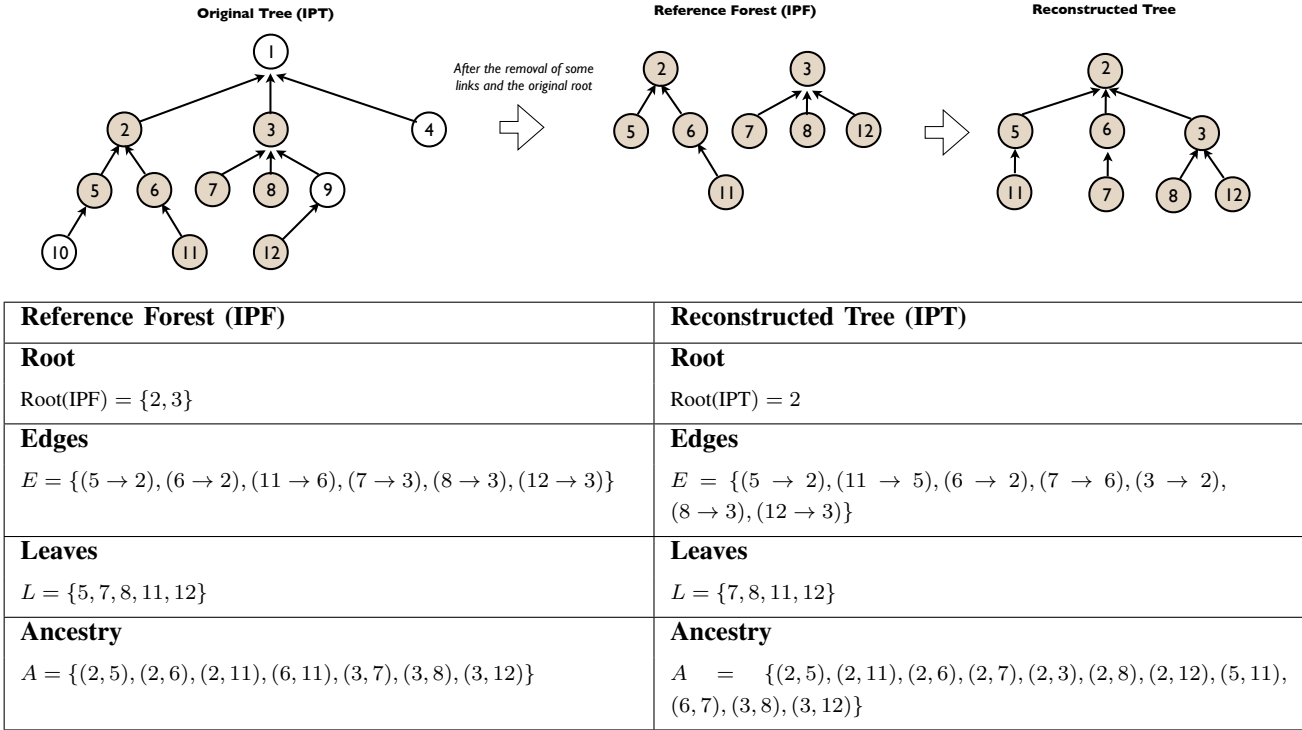 Original Tree (IPT)
Reference Forest (IPF)
Reconstructed Tree
1
2
3
4
5
6
7
8
9
10
11
12
After the removal of some
links and the original root
2
3
5
6
7
8
12
11
2
5
6
3
11
7
8
12
Reference Forest (IPF)
Reconstructed Tree (IPT)
Root
Root(IPF) = {2, 3}
Root
Root(IPT) = 2
Edges
E = {(5 → 2), (6 → 2), (11 → 6), (7 → 3), (8 → 3), (12 → 3)}
Edges
E = {(5 → 2), (11 → 5), (6 → 2), (7 → 6), (3 → 2),
(8 → 3), (12 → 3)}
Leaves
L = {5, 7, 8, 11, 12}
Leaves
L = {7, 8, 11, 12}
Ancestry
A = {(2, 5), (2, 6), (2, 11), (6, 11), (3, 7), (3, 8), (3, 12)}
Ancestry
A = {(2, 5), (2, 11), (2, 6), (2, 7), (2, 3), (2, 8), (2, 12), (5, 11),
(6, 7), (3, 8), (3, 12)}